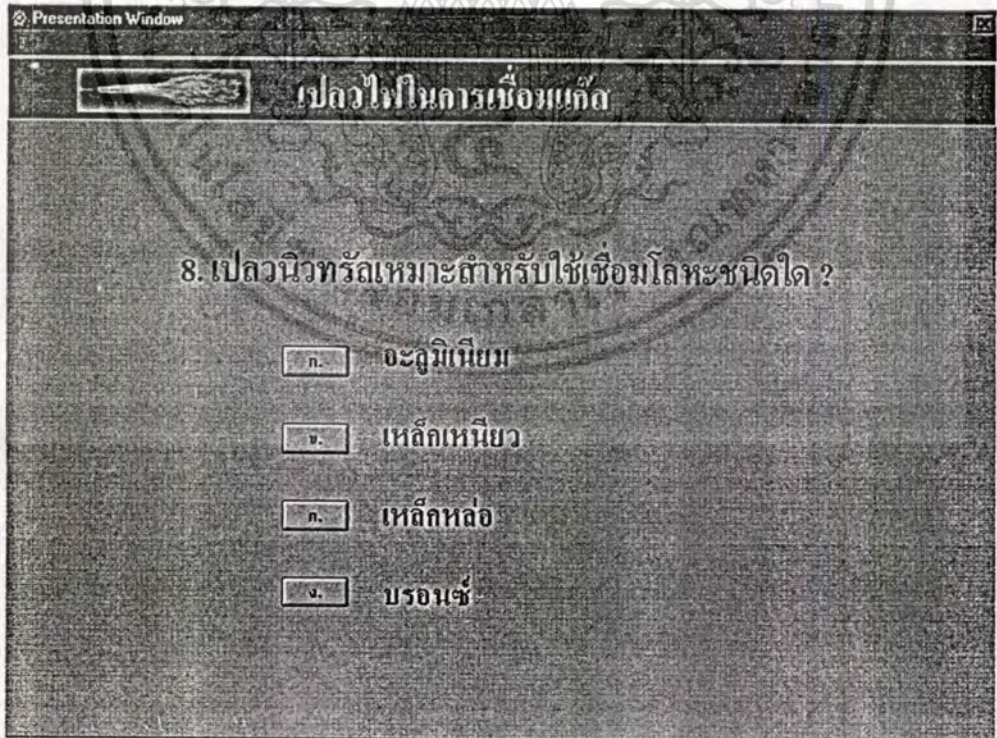 Presentation Window
เปลวไฟในการเชื่อมแก๊ส
8. เปลวนิวทรัลเหมาะสำหรับใช้เชื่อมโลหะชนิดใด ?
ก. อะลูมิเนียม
ข. เหล็กเหนียว
ค. เหล็กหล่อ
ง. บรอนซ์